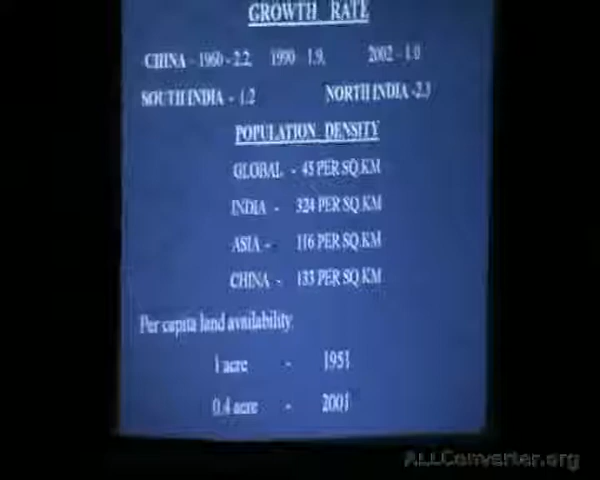 GROWTH RATE
CHINA - 1960 - 2.2, 1990 - 1.9, 2002 - 1.0
SOUTH INDIA - 1.2 NORTH INDIA -2.3
POPULATION DENSITY
GLOBAL - 45 PER SQ.KM
INDIA - 324 PER SQ.KM
ASIA - 116 PER SQ.KM
CHINA - 133 PER SQ.KM
Per capita land availability
1 acre - 1951
0.4 acre - 2001
ALLConverter.org